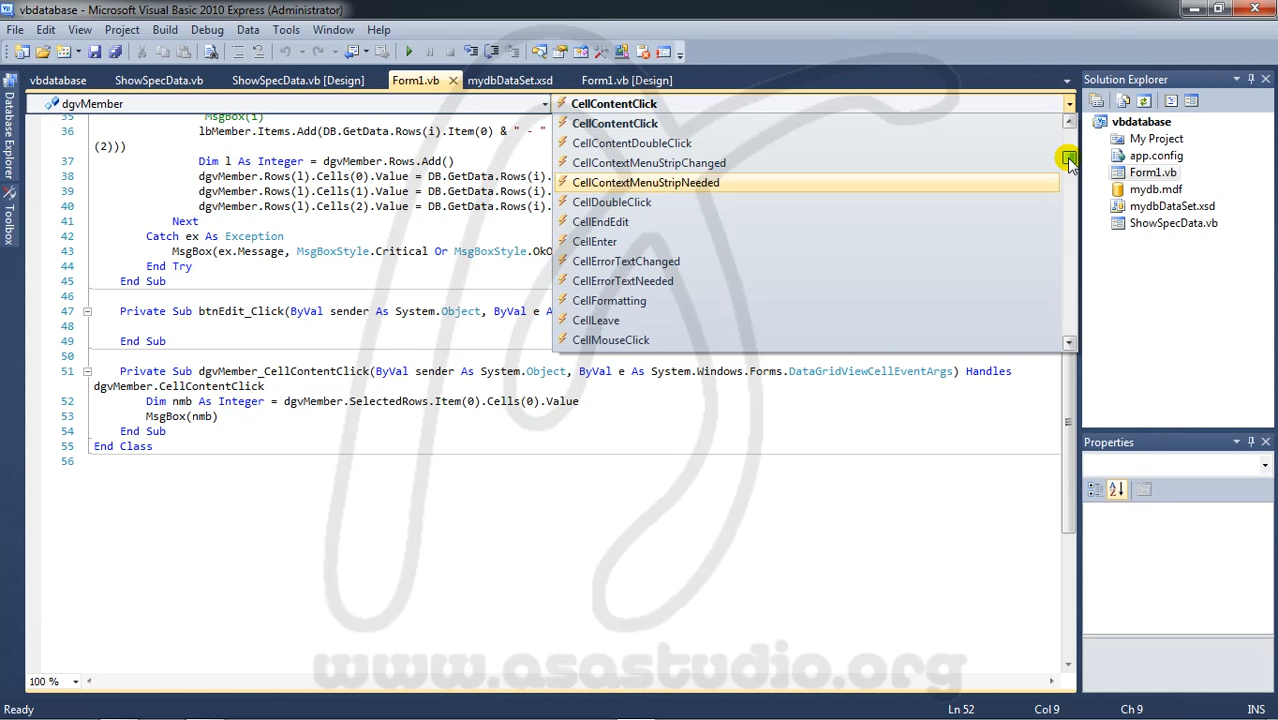 vbdatabase - Microsoft Visual Basic 2010 Express (Administrator)
File Edit View Project Build Debug Data Tools Window Help
vbdatabase ShowSpecData.vb ShowSpecData.vb [Design] Form1.vb mydbDataSet.xsd Form1.vb [Design]
dgvMember CellContentClick
35 MsgBox(i)
36 lbMember.Items.Add(DB.GetData.Rows(i).Item(0) & " - "
(2)))
37 Dim l As Integer = dgvMember.Rows.Add()
38 dgvMember.Rows(l).Cells(0).Value = DB.GetData.Rows(i).
39 dgvMember.Rows(l).Cells(1).Value = DB.GetData.Rows(i).
40 dgvMember.Rows(l).Cells(2).Value = DB.GetData.Rows(i).
41 Next
42 Catch ex As Exception
43 MsgBox(ex.Message, MsgBoxStyle.Critical Or MsgBoxStyle.OkO
44 End Try
45 End Sub
46
47 Private Sub btnEdit_Click(ByVal sender As System.Object, ByVal e A
48
49 End Sub
50
51 Private Sub dgvMember_CellContentClick(ByVal sender As System.Object, ByVal e As System.Windows.Forms.DataGridViewCellEventArgs) Handles
dgvMember.CellContentClick
52 Dim nmb As Integer = dgvMember.SelectedRows.Item(0).Cells(0).Value
53 MsgBox(nmb)
54 End Sub
55 End Class
56
CellContentClick
CellContentDoubleClick
CellContextMenuStripChanged
CellContextMenuStripNeeded
CellDoubleClick
CellEndEdit
CellEnter
CellErrorTextChanged
CellErrorTextNeeded
CellFormatting
CellLeave
CellMouseClick
Database Explorer
Toolbox
Solution Explorer
vbdatabase
My Project
app.config
Form1.vb
mydb.mdf
mydbDataSet.xsd
ShowSpecData.vb
Properties
www.asastudio.org
100 %
Ready Ln 52 Col 9 Ch 9 INS